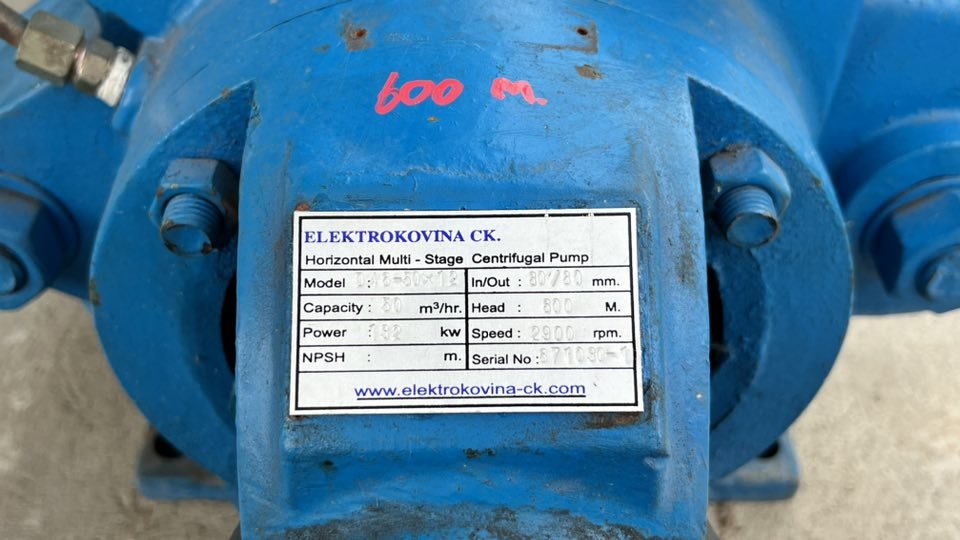 600 M.
ELEKTROKOVINA CK.
Horizontal Multi - Stage Centrifugal Pump
Model In/Out : 80/80 mm.
Capacity : 50 m³/hr. Head : 600 M.
Power : 132 kw Speed : 2900 rpm.
NPSH : m. Serial No :
www.elektrokovina-ck.com